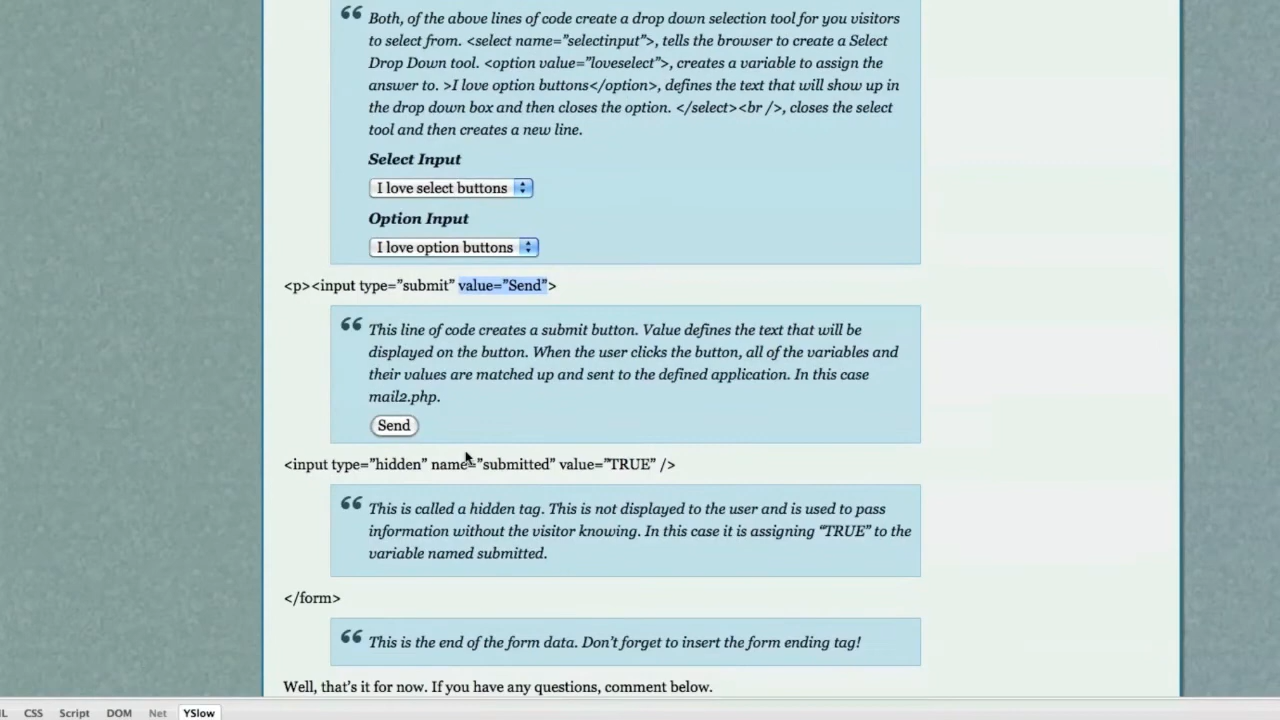 ❝ Both, of the above lines of code create a drop down selection tool for you visitors
to select from. <select name=”selectinput”>, tells the browser to create a Select
Drop Down tool. <option value=”loveselect”>, creates a variable to assign the
answer to. >I love option buttons</option>, defines the text that will show up in
the drop down box and then closes the option. </select><br />, closes the select
tool and then creates a new line.
Select Input
I love select buttons
Option Input
I love option buttons
<p><input type=”submit” value=”Send”>
❝ This line of code creates a submit button. Value defines the text that will be
displayed on the button. When the user clicks the button, all of the variables and
their values are matched up and sent to the defined application. In this case
mail2.php.
Send
<input type=”hidden” name=”submitted” value=”TRUE” />
❝ This is called a hidden tag. This is not displayed to the user and is used to pass
information without the visitor knowing. In this case it is assigning “TRUE” to the
variable named submitted.
</form>
❝ This is the end of the form data. Don’t forget to insert the form ending tag!
Well, that’s it for now. If you have any questions, comment below.
CSS Script DOM Net YSlow